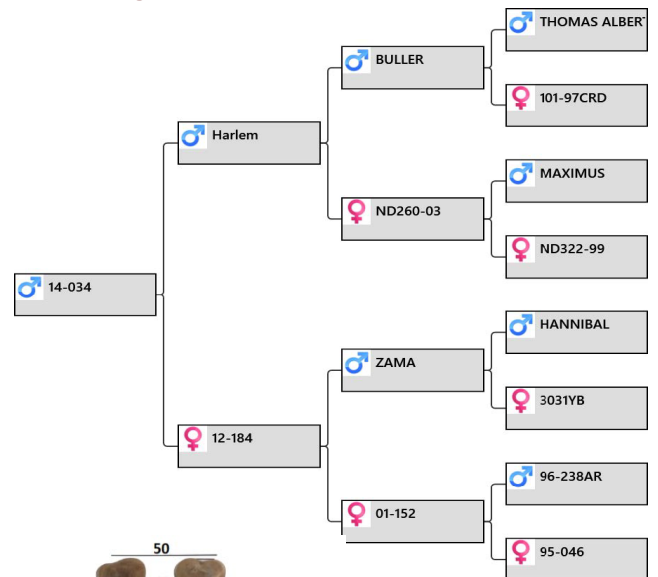 THOMAS ALBERT
BULLER
101-97CRD
Harlem
MAXIMUS
ND260-03
ND322-99
14-034
HANNIBAL
ZAMA
3031YB
12-184
96-238AR
01-152
95-046
50